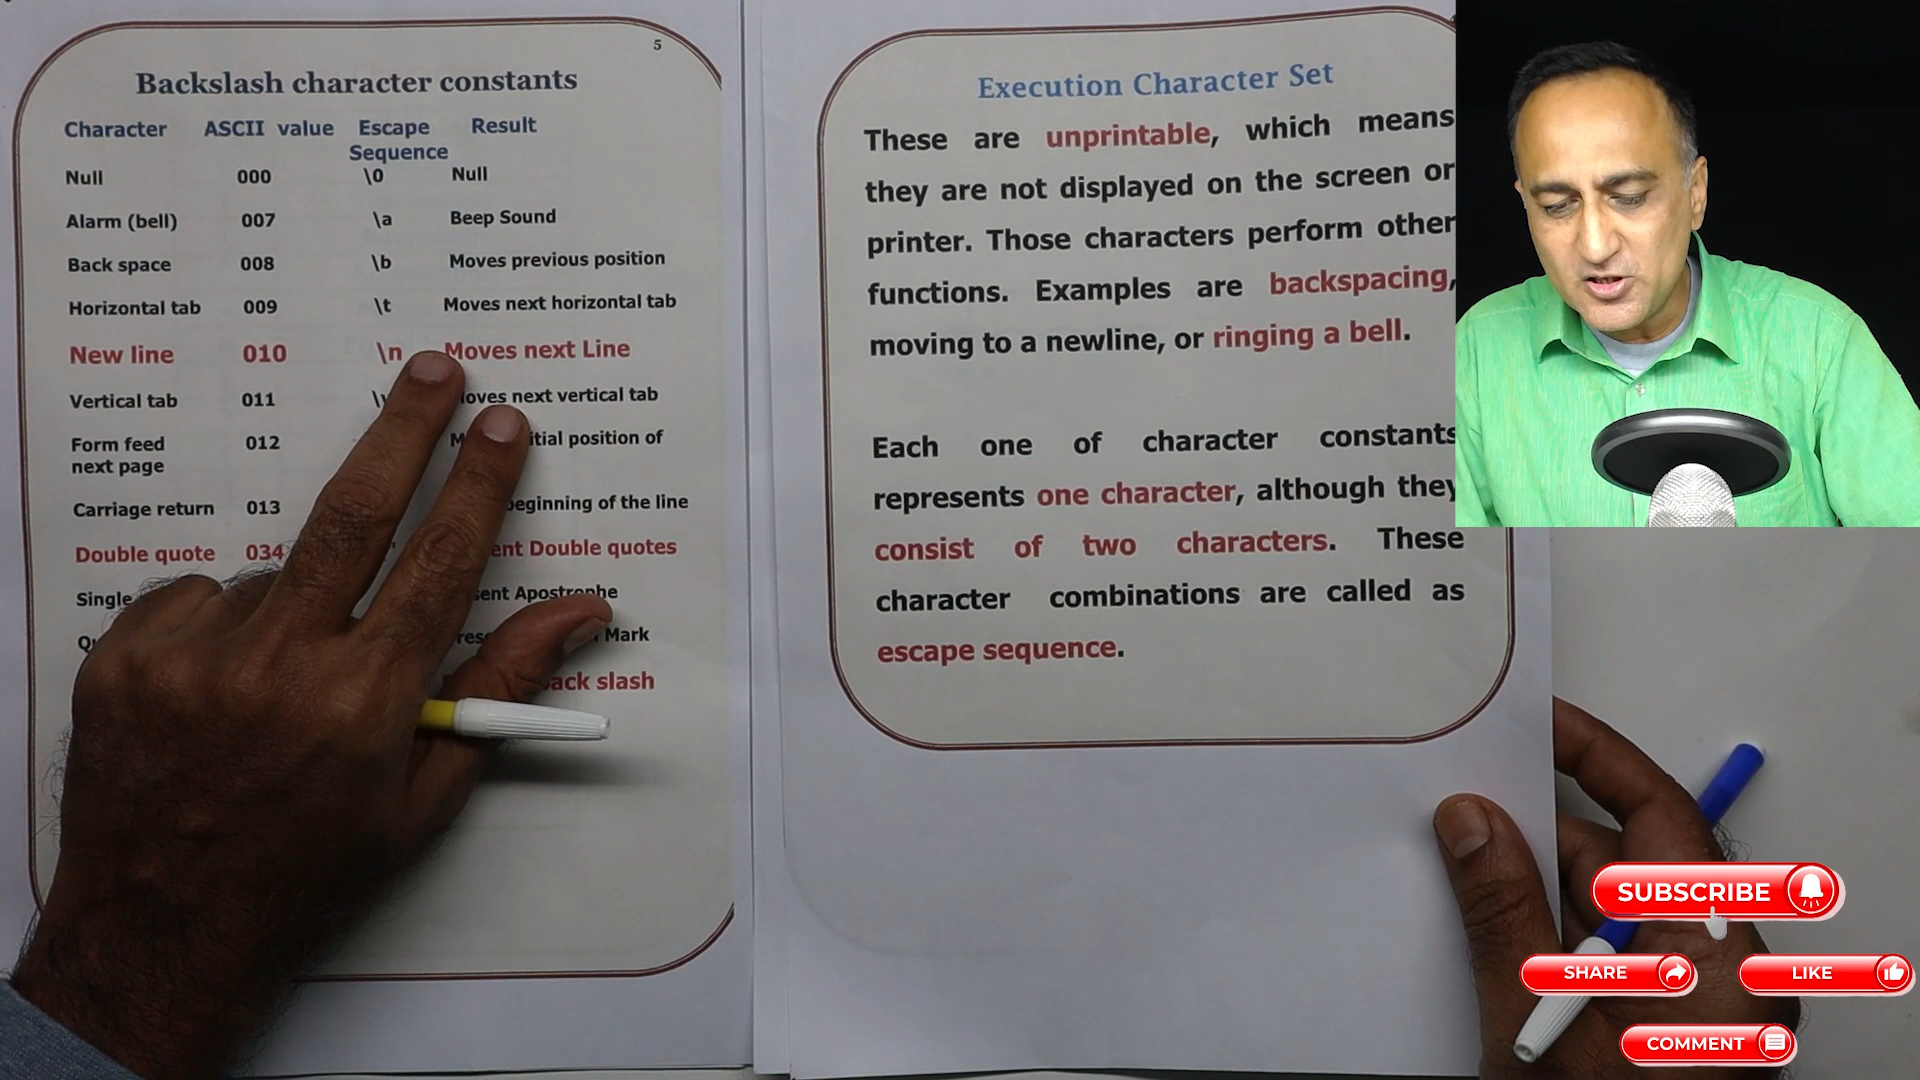 5
Backslash character constants
Character ASCII value Escape Sequence Result
Null 000 \0 Null
Alarm (bell) 007 \a Beep Sound
Back space 008 \b Moves previous position
Horizontal tab 009 \t Moves next horizontal tab
New line 010 \n Moves next Line
Vertical tab 011 next vertical tab
Form feed 012 position of
next page
Carriage return 013 beginning of the line
Double quote 034 Double quotes
Single Apostrophe
Mark
slash
Execution Character Set
These are unprintable, which means
they are not displayed on the screen or
printer. Those characters perform other
functions. Examples are backspacing,
moving to a newline, or ringing a bell.
Each one of character constants
represents one character, although they
consist of two characters. These
character combinations are called as
escape sequence.
SUBSCRIBE
SHARE
LIKE
COMMENT